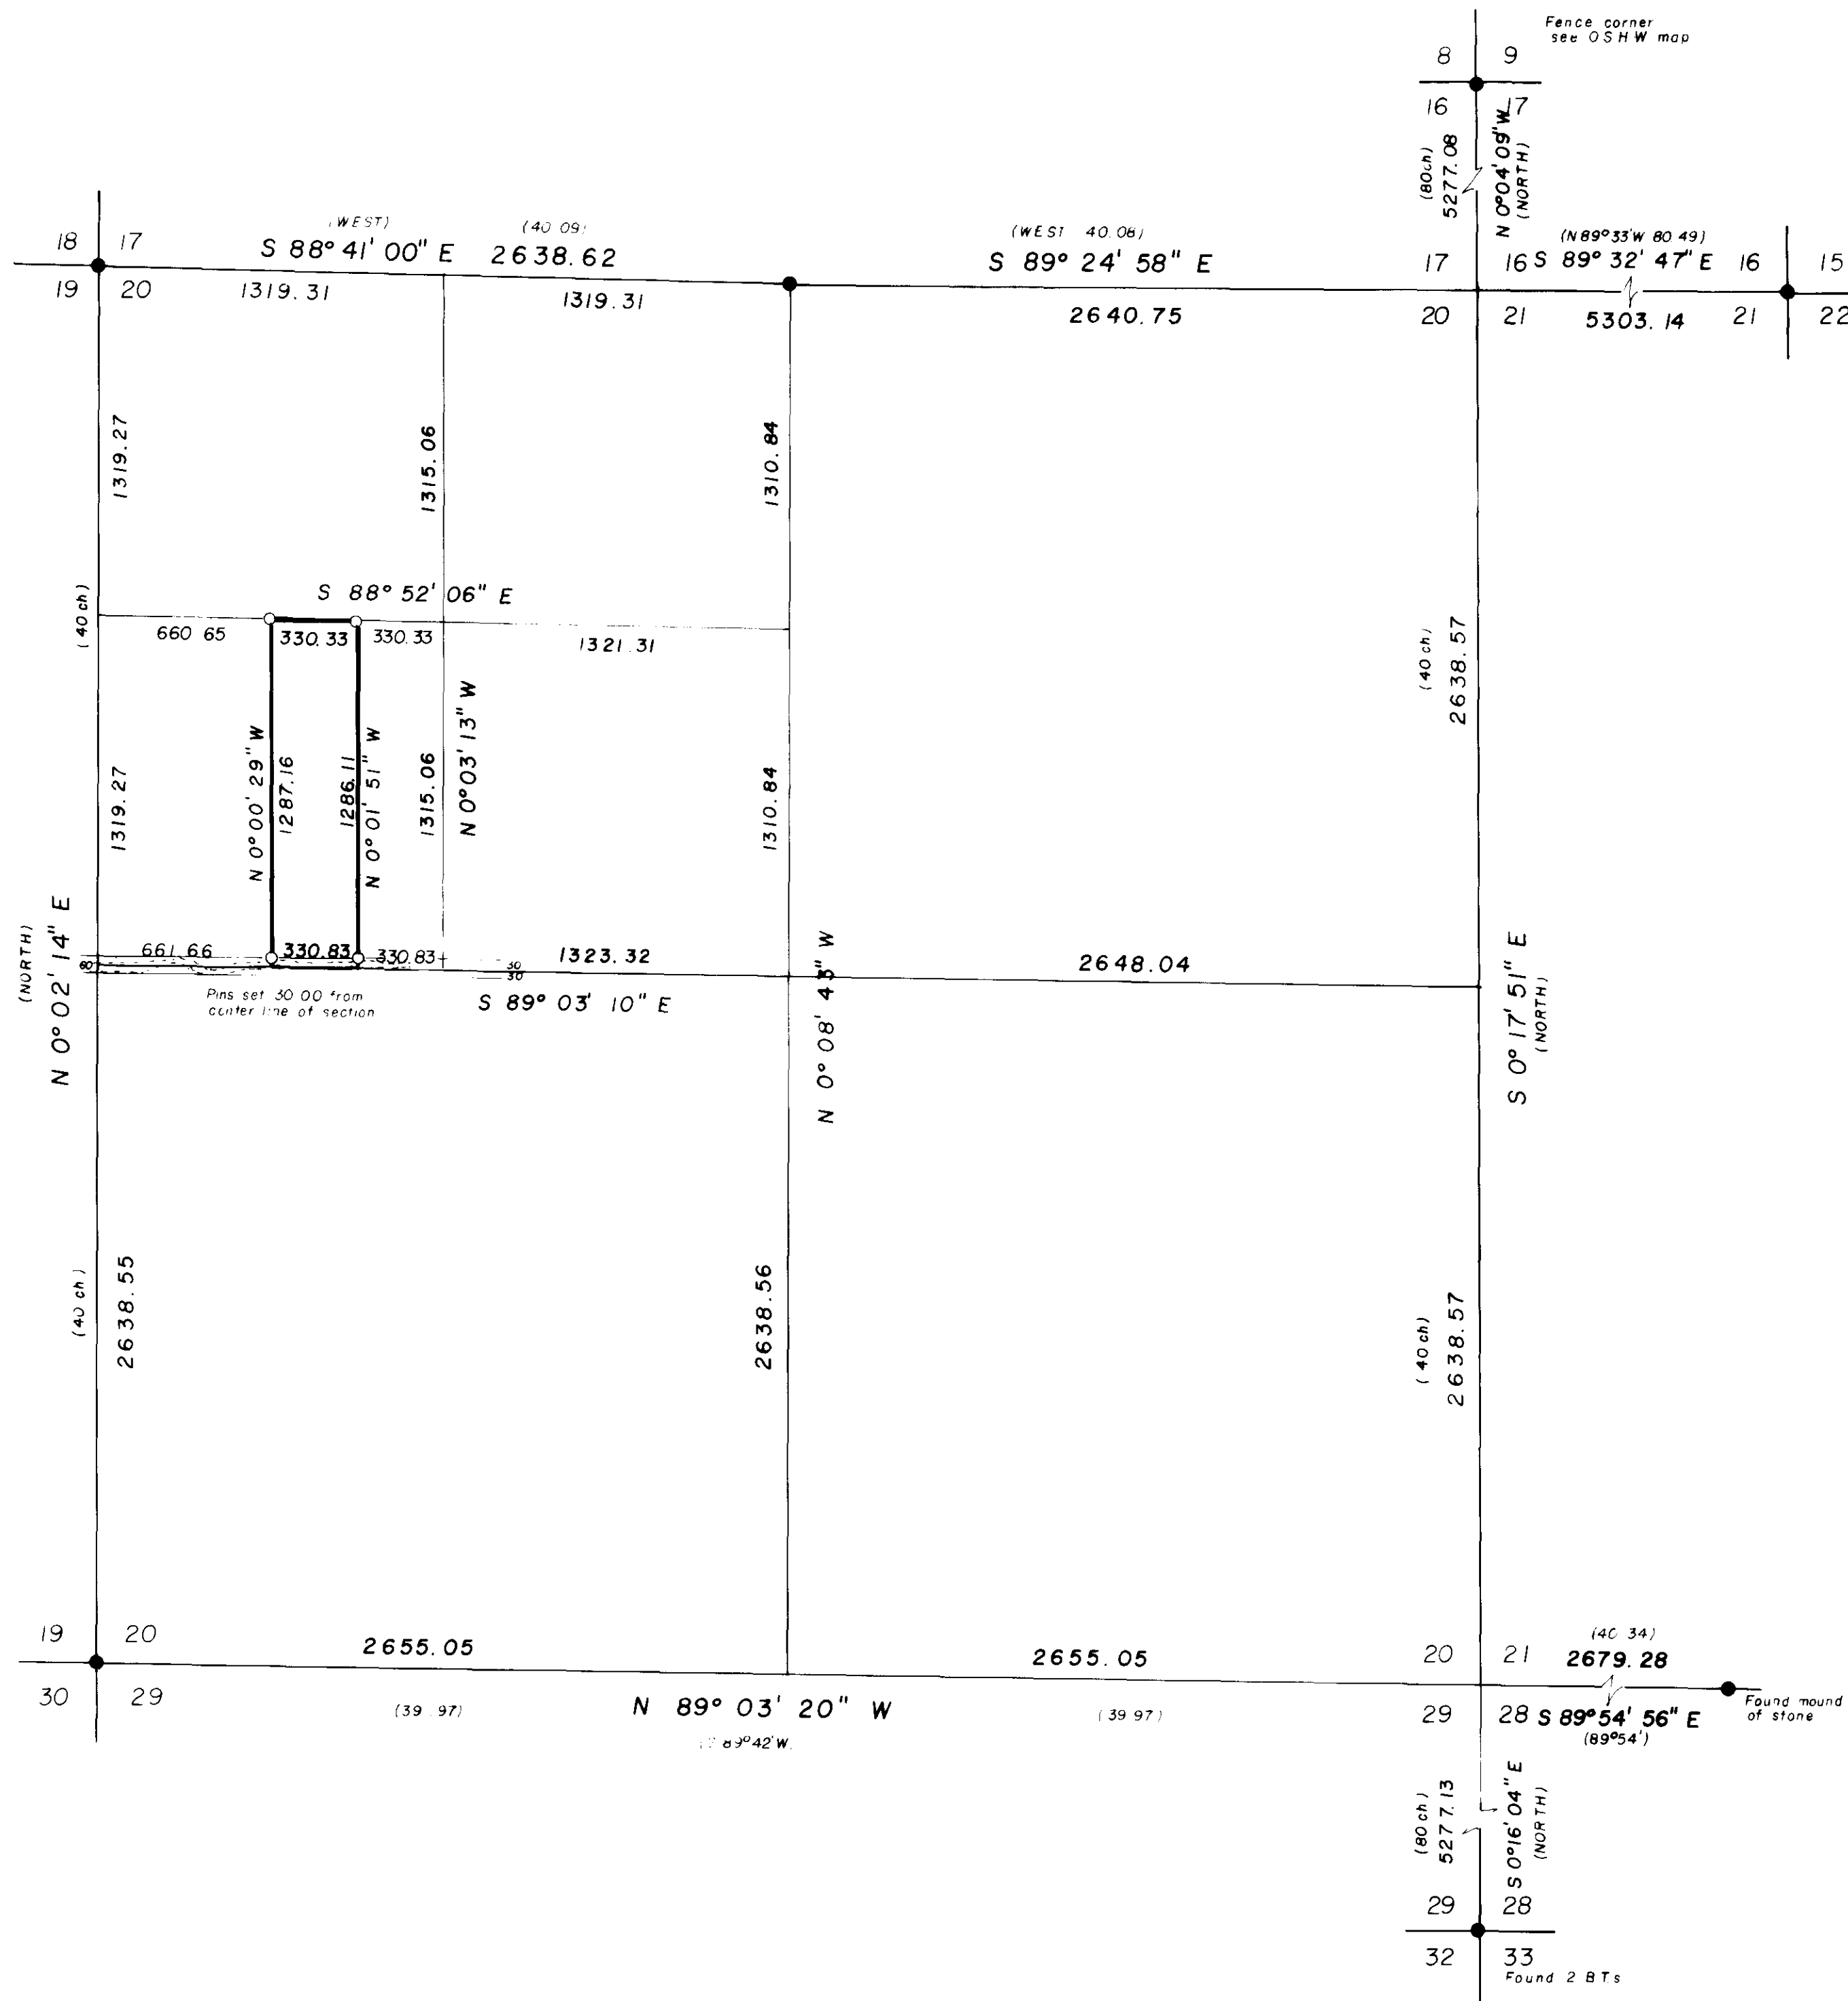 Fence corner
see OSHW map
8 9
16 17
(80ch)
5277.08
N 0°04'09"W
(NORTH)
(WEST) (40 09)
18 17 S 88° 41' 00" E 2638.62
(WEST 40.08)
S 89° 24' 58" E
(N89°33'W 80 49)
17 16 S 89° 32' 47" E 16 15
19 20 1319.31 1319.31
2640.75 20 21 5303.14 21 22
1319.27
1315.06
1310.84
(40 ch)
S 88° 52' 06" E
660 65 330.33 330.33 1321.31
(40 ch)
2638.57
N 0°00' 29" W
1287.16
1286.11
N 0°01' 51" W
1315.06
N 0°03' 13" W
1319.27
1310.84
(NORTH)
N 0°02' 14" E
661.66 330.83 330.83 1323.32
60
30
30
2648.04
Pins set 30 00 from
center line of section
S 89° 03' 10" E
N 0° 08' 43" W
S 0° 17' 51" E
(NORTH)
(40 ch)
2638.55
2638.56
(40 ch)
2638.57
19 20 2655.05 2655.05 20 21
(40 34)
2679.28
30 29 (39.97) N 89° 03' 20" W (39 97) 29 28 S 89°54' 56" E
(89°54')
Found mound
of stone
89°42'W.
(80 ch)
5277.13
S 0°16' 04" E
(NORTH)
29 28
32 33
Found 2 BTs